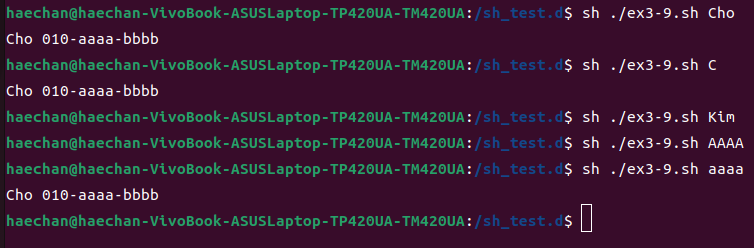 haechan@haechan-VivoBook-ASUSLaptop-TP420UA-TM420UA:/sh_test.d$ sh ./ex3-9.sh Cho
Cho 010-aaaa-bbbb
haechan@haechan-VivoBook-ASUSLaptop-TP420UA-TM420UA:/sh_test.d$ sh ./ex3-9.sh C
Cho 010-aaaa-bbbb
haechan@haechan-VivoBook-ASUSLaptop-TP420UA-TM420UA:/sh_test.d$ sh ./ex3-9.sh Kim
haechan@haechan-VivoBook-ASUSLaptop-TP420UA-TM420UA:/sh_test.d$ sh ./ex3-9.sh AAAA
haechan@haechan-VivoBook-ASUSLaptop-TP420UA-TM420UA:/sh_test.d$ sh ./ex3-9.sh aaaa
Cho 010-aaaa-bbbb
haechan@haechan-VivoBook-ASUSLaptop-TP420UA-TM420UA:/sh_test.d$